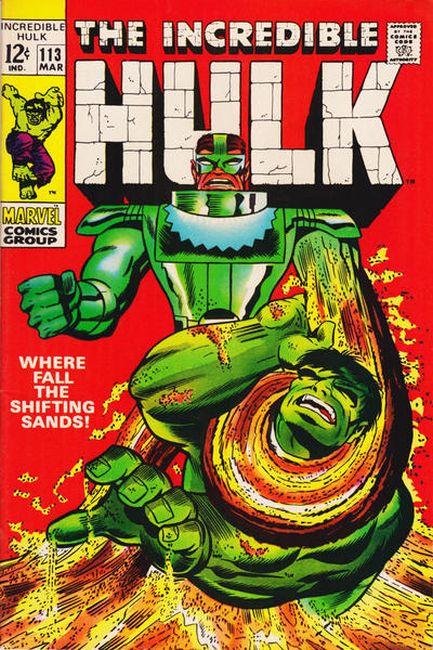 INCREDIBLE
HULK
12¢
IND.
113
MAR
MARVEL
COMICS
GROUP
THE INCREDIBLE
HULK
TM
APPROVED
BY THE
COMICS
CODE
AUTHORITY
WHERE
FALL
THE
SHIFTING
SANDS!